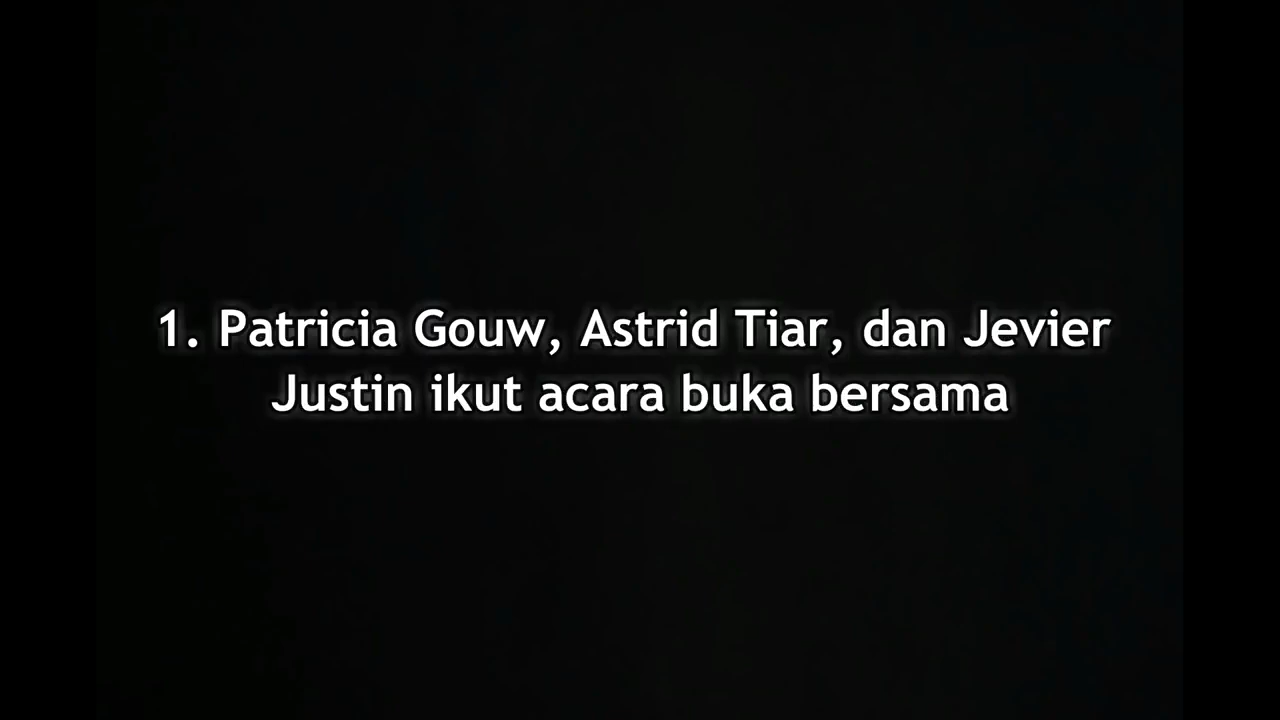 1. Patricia Gouw, Astrid Tiar, dan Jevier
Justin ikut acara buka bersama